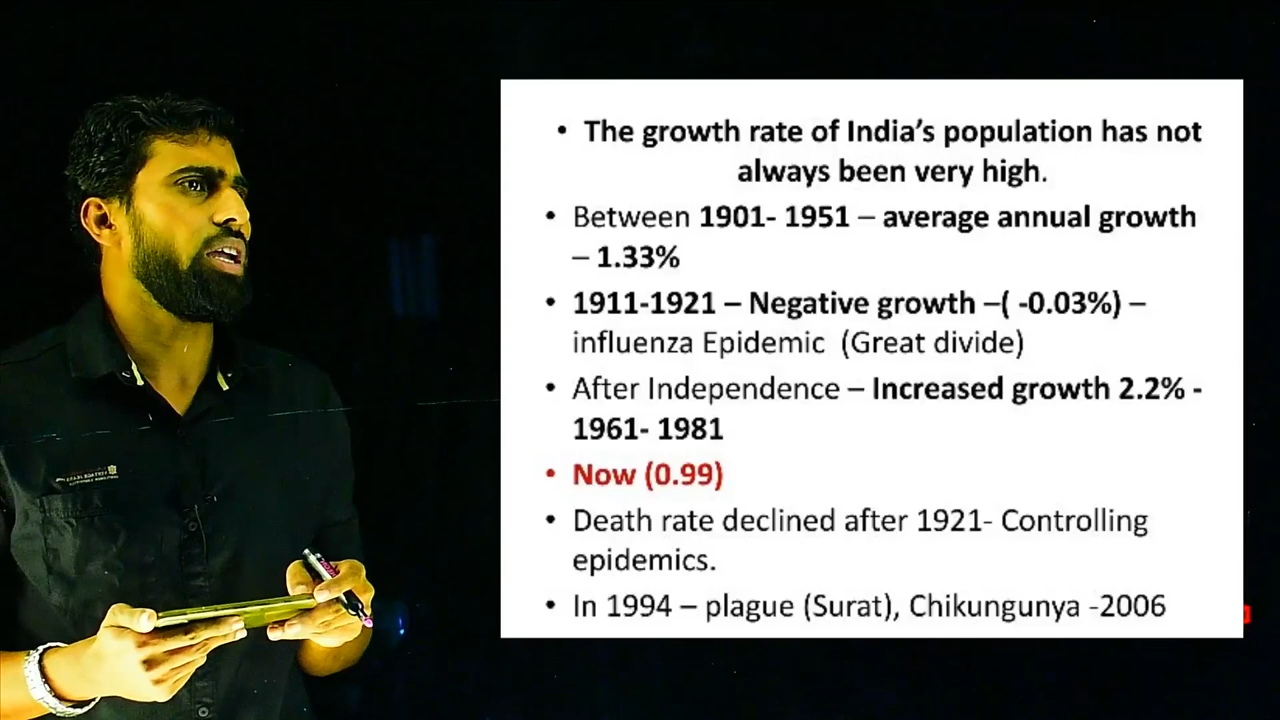 • The growth rate of India’s population has not
always been very high.
• Between 1901- 1951 – average annual growth
– 1.33%
• 1911-1921 – Negative growth –( -0.03%) –
influenza Epidemic  (Great divide)
• After Independence – Increased growth 2.2% -
1961- 1981
• Now (0.99)
• Death rate declined after 1921- Controlling
epidemics.
• In 1994 – plague (Surat), Chikungunya -2006